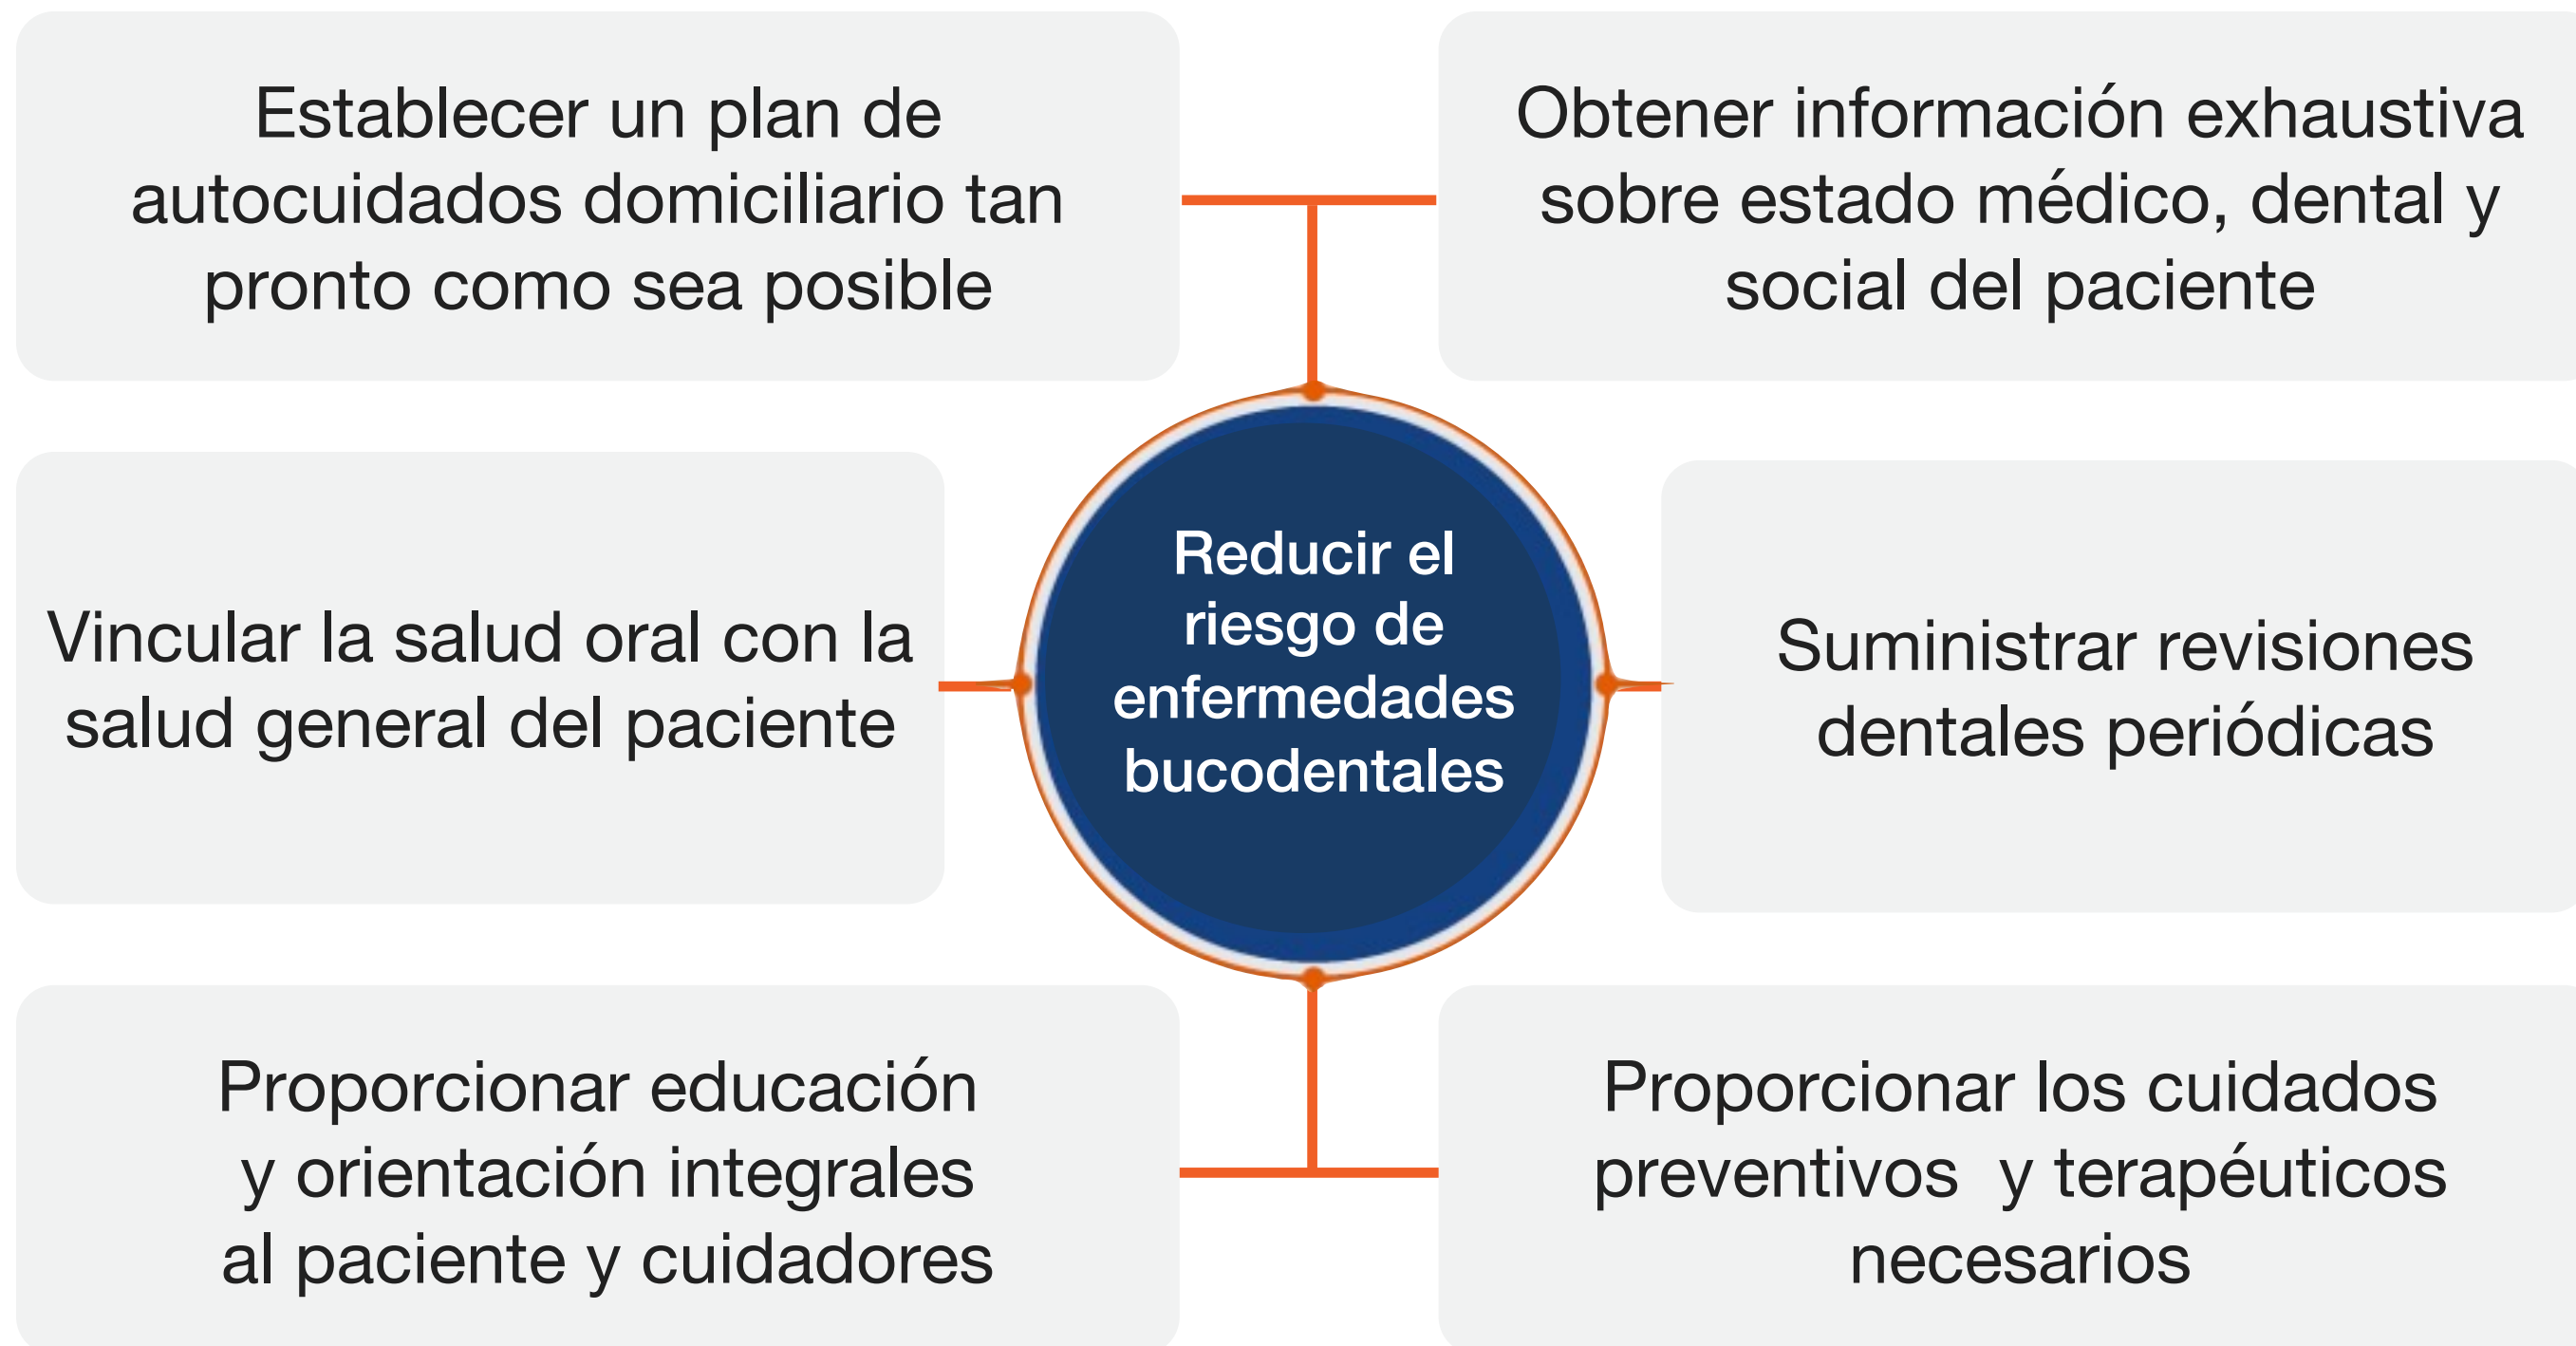 Establecer un plan de
autocuidados domiciliario tan
pronto como sea posible
Obtener información exhaustiva
sobre estado médico, dental y
social del paciente
Vincular la salud oral con la
salud general del paciente
Reducir el
riesgo de
enfermedades
bucodentales
Suministrar revisiones
dentales periódicas
Proporcionar educación
y orientación integrales
al paciente y cuidadores
Proporcionar los cuidados
preventivos  y terapéuticos
necesarios